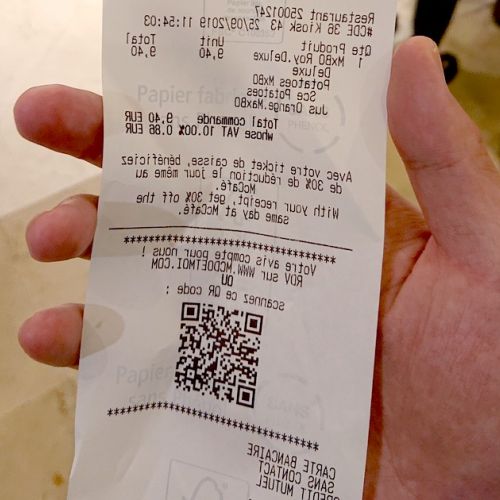 Restaurant 2500124
#CDE 36 Kiosk 43 25/09/2019 11:54:03
Qte Produit Unit Total
1 MxBO Roy.Deluxe 9,40 9,40
Deluxe
Potatoes MxBO
Sce Potatoes
Jus Orange.MaxBO
Total commande 9,40 EUR
whose VAT 10.00% 0.86 EUR
Avec votre ticket de caisse, bénéficiez
de 30% de réduction le jour même au
McCafé.
With your receipt, get 30% off the
same day at McCafé.
****************************************
Votre avis compte pour nous !
RDV sur WWW.MCDOETMOI.COM
OU
scannez ce QR code :
****************************************
CARTE BANCAIRE
SANS CONTACT
CREDIT MUTUEL
Papier